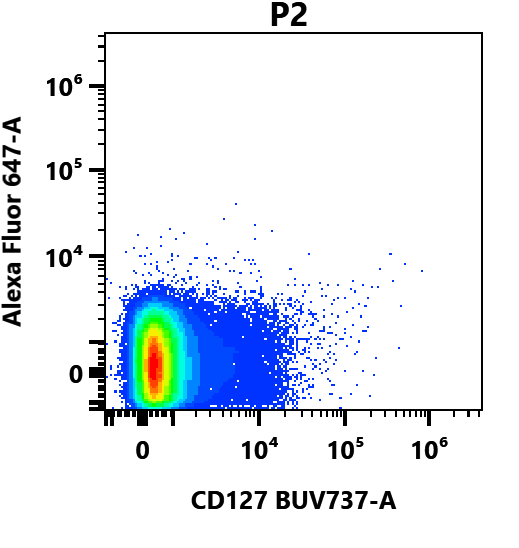 P2
Alexa Fluor 647-A
10⁶
10⁵
10⁴
0
0 10⁴ 10⁵ 10⁶
CD127 BUV737-A